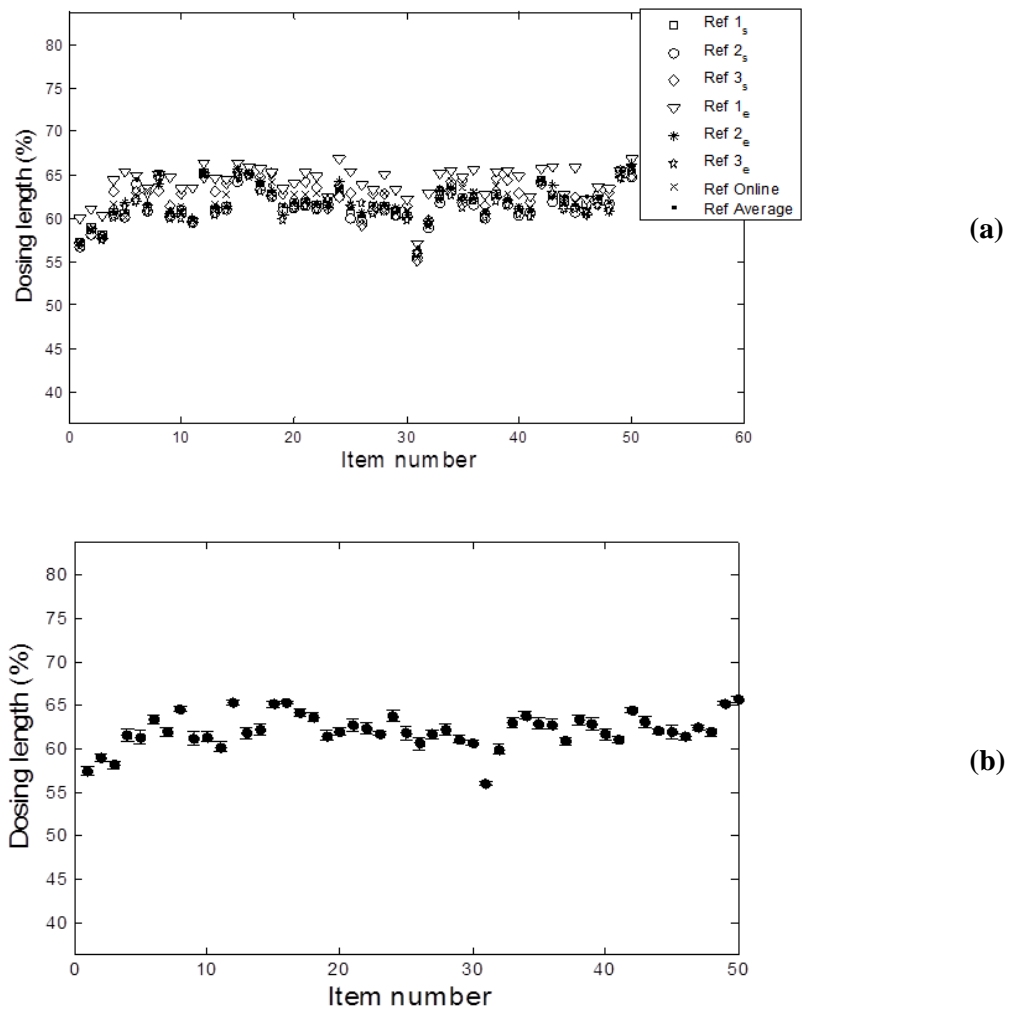 80
75
70
65
60
55
50
45
40
Dosing length (%)
0 10 20 30 40 50 60
Item number
Ref 1s
Ref 2s
Ref 3s
Ref 1e
Ref 2e
Ref 3e
Ref Online
Ref Average
(a)
80
75
70
65
60
55
50
45
40
Dosing length (%)
0 10 20 30 40 50
Item number
(b)